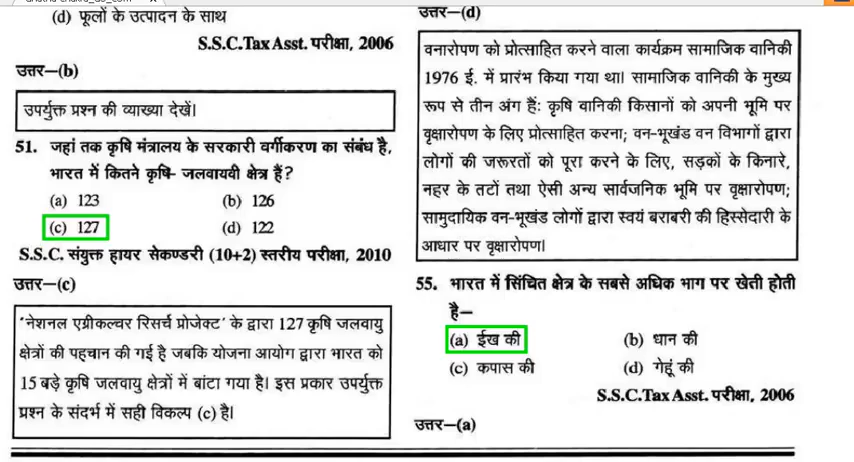 (d) फूलों के उत्पादन के साथ
S.S.C.Tax Asst. परीक्षा, 2006
उत्तर—(b)
उपर्युक्त प्रश्न की व्याख्या देखें।
51. जहां तक कृषि मंत्रालय के सरकारी वर्गीकरण का संबंध है,
भारत में कितने कृषि- जलवायवी क्षेत्र हैं?
(a) 123 (b) 126
(c) 127 (d) 122
S.S.C. संयुक्त हायर सेकण्डरी (10+2) स्तरीय परीक्षा, 2010
उत्तर—(c)
'नेशनल एग्रीकल्चर रिसर्च प्रोजेक्ट' के द्वारा 127 कृषि जलवायु
क्षेत्रों की पहचान की गई है जबकि योजना आयोग द्वारा भारत को
15 बड़े कृषि जलवायु क्षेत्रों में बांटा गया है। इस प्रकार उपर्युक्त
प्रश्न के संदर्भ में सही विकल्प (c) है।
उत्तर—(d)
वनारोपण को प्रोत्साहित करने वाला कार्यक्रम सामाजिक वानिकी
1976 ई. में प्रारंभ किया गया था। सामाजिक वानिकी के मुख्य
रूप से तीन अंग हैं: कृषि वानिकी किसानों को अपनी भूमि पर
वृक्षारोपण के लिए प्रोत्साहित करना; वन-भूखंड वन विभागों द्वारा
लोगों की जरूरतों को पूरा करने के लिए, सड़कों के किनारे,
नहर के तटों तथा ऐसी अन्य सार्वजनिक भूमि पर वृक्षारोपण;
सामुदायिक वन-भूखंड लोगों द्वारा स्वयं बराबरी की हिस्सेदारी के
आधार पर वृक्षारोपण।
55. भारत में सिंचित क्षेत्र के सबसे अधिक भाग पर खेती होती
है—
(a) ईख की (b) धान की
(c) कपास की (d) गेहूं की
S.S.C.Tax Asst. परीक्षा, 2006
उत्तर—(a)